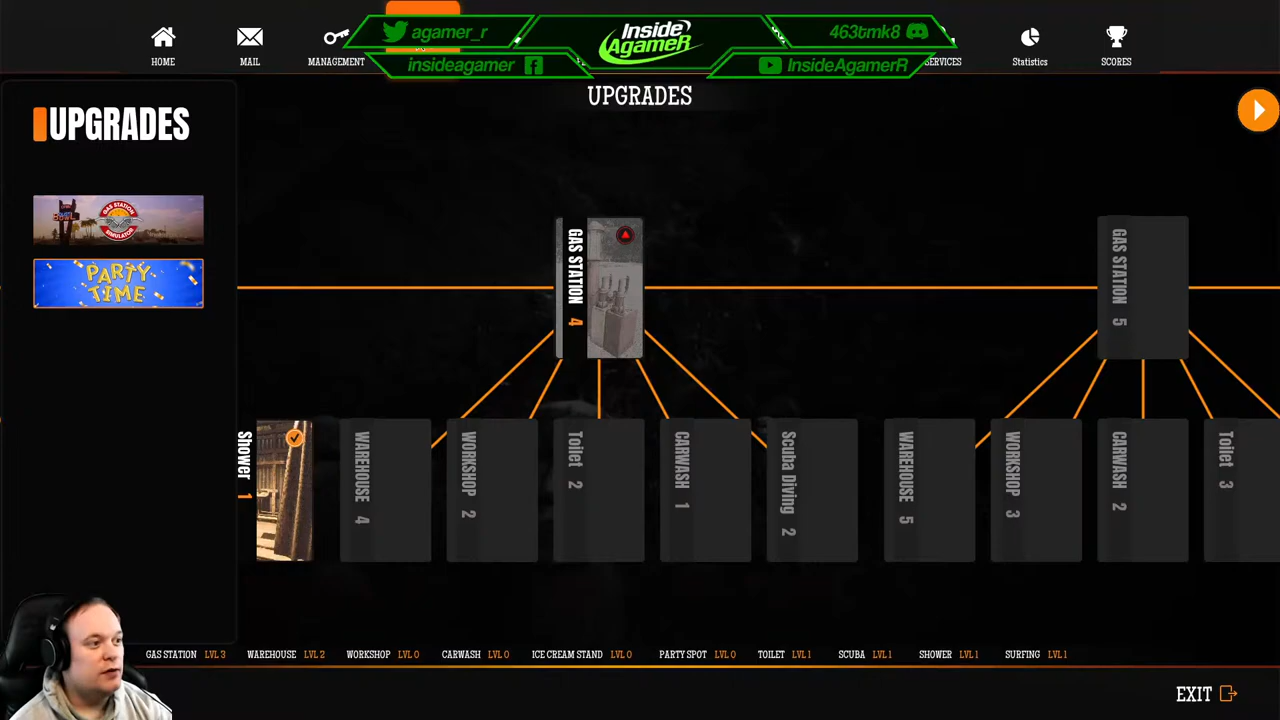 HOME
MAIL
MANAGEMENT
SERVICES
Statistics
SCORES
agamer_r
insideagamer
Inside
AgameR
463tmk8
InsideAgamerR
UPGRADES
UPGRADES
GAS STATION
SIMULATOR
PARTY
TIME
GAS STATION 4
GAS STATION 5
Shower 1
WAREHOUSE 4
WORKSHOP 2
Toilet 2
CARWASH 1
Scuba Diving 2
WAREHOUSE 5
WORKSHOP 3
CARWASH 2
Toilet 3
GAS STATION LVL 3 WAREHOUSE LVL 2 WORKSHOP LVL 0 CARWASH LVL 0 ICE CREAM STAND LVL 0 PARTY SPOT LVL 0 TOILET LVL 1 SCUBA LVL 1 SHOWER LVL 1 SURFING LVL 1
EXIT